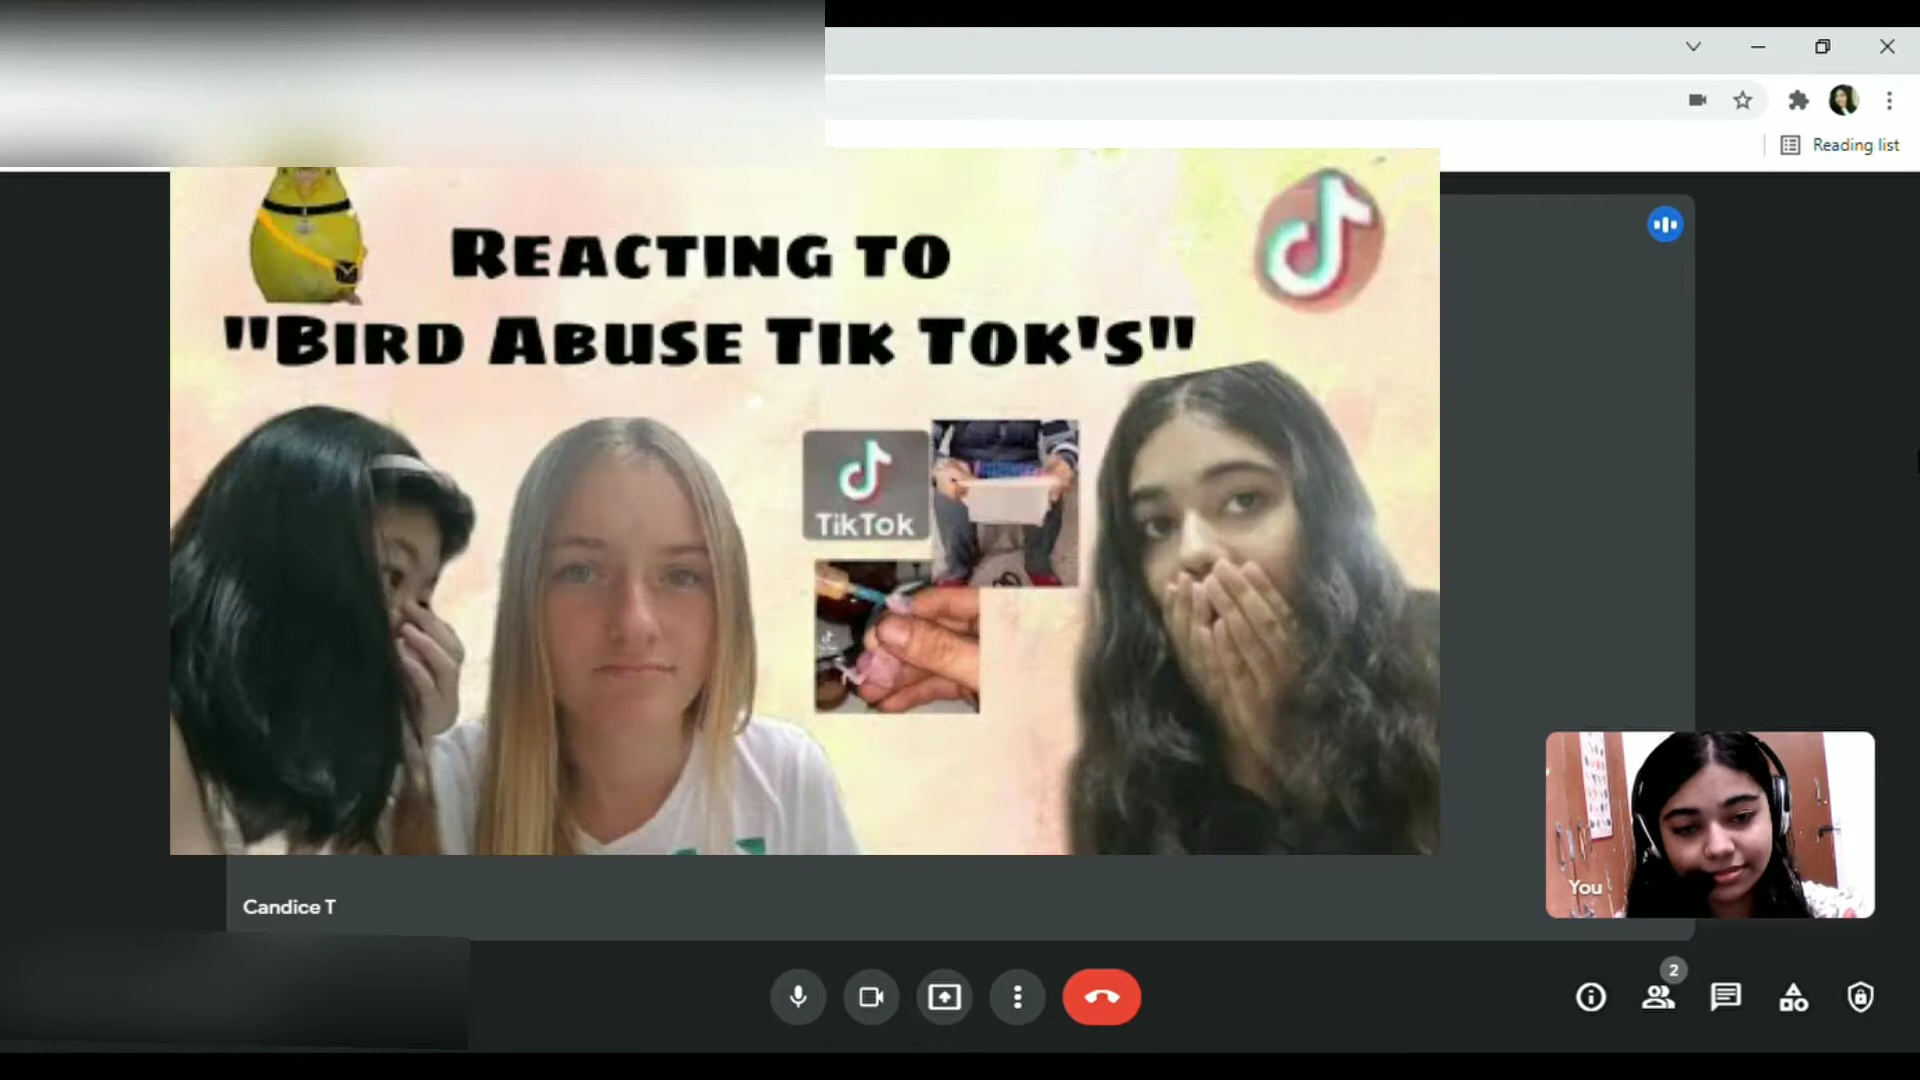 Reading list
REACTING TO
"BIRD ABUSE TIK TOK'S"
TikTok
You
Candice T
2